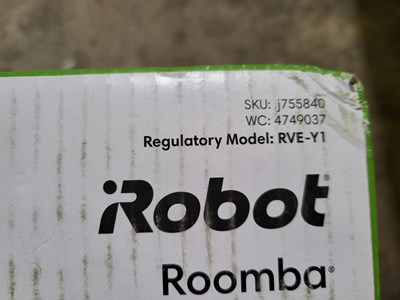 SKU: j755840
WC: 4749037
Regulatory Model: RVE-Y1
iRobot®
Roomba®